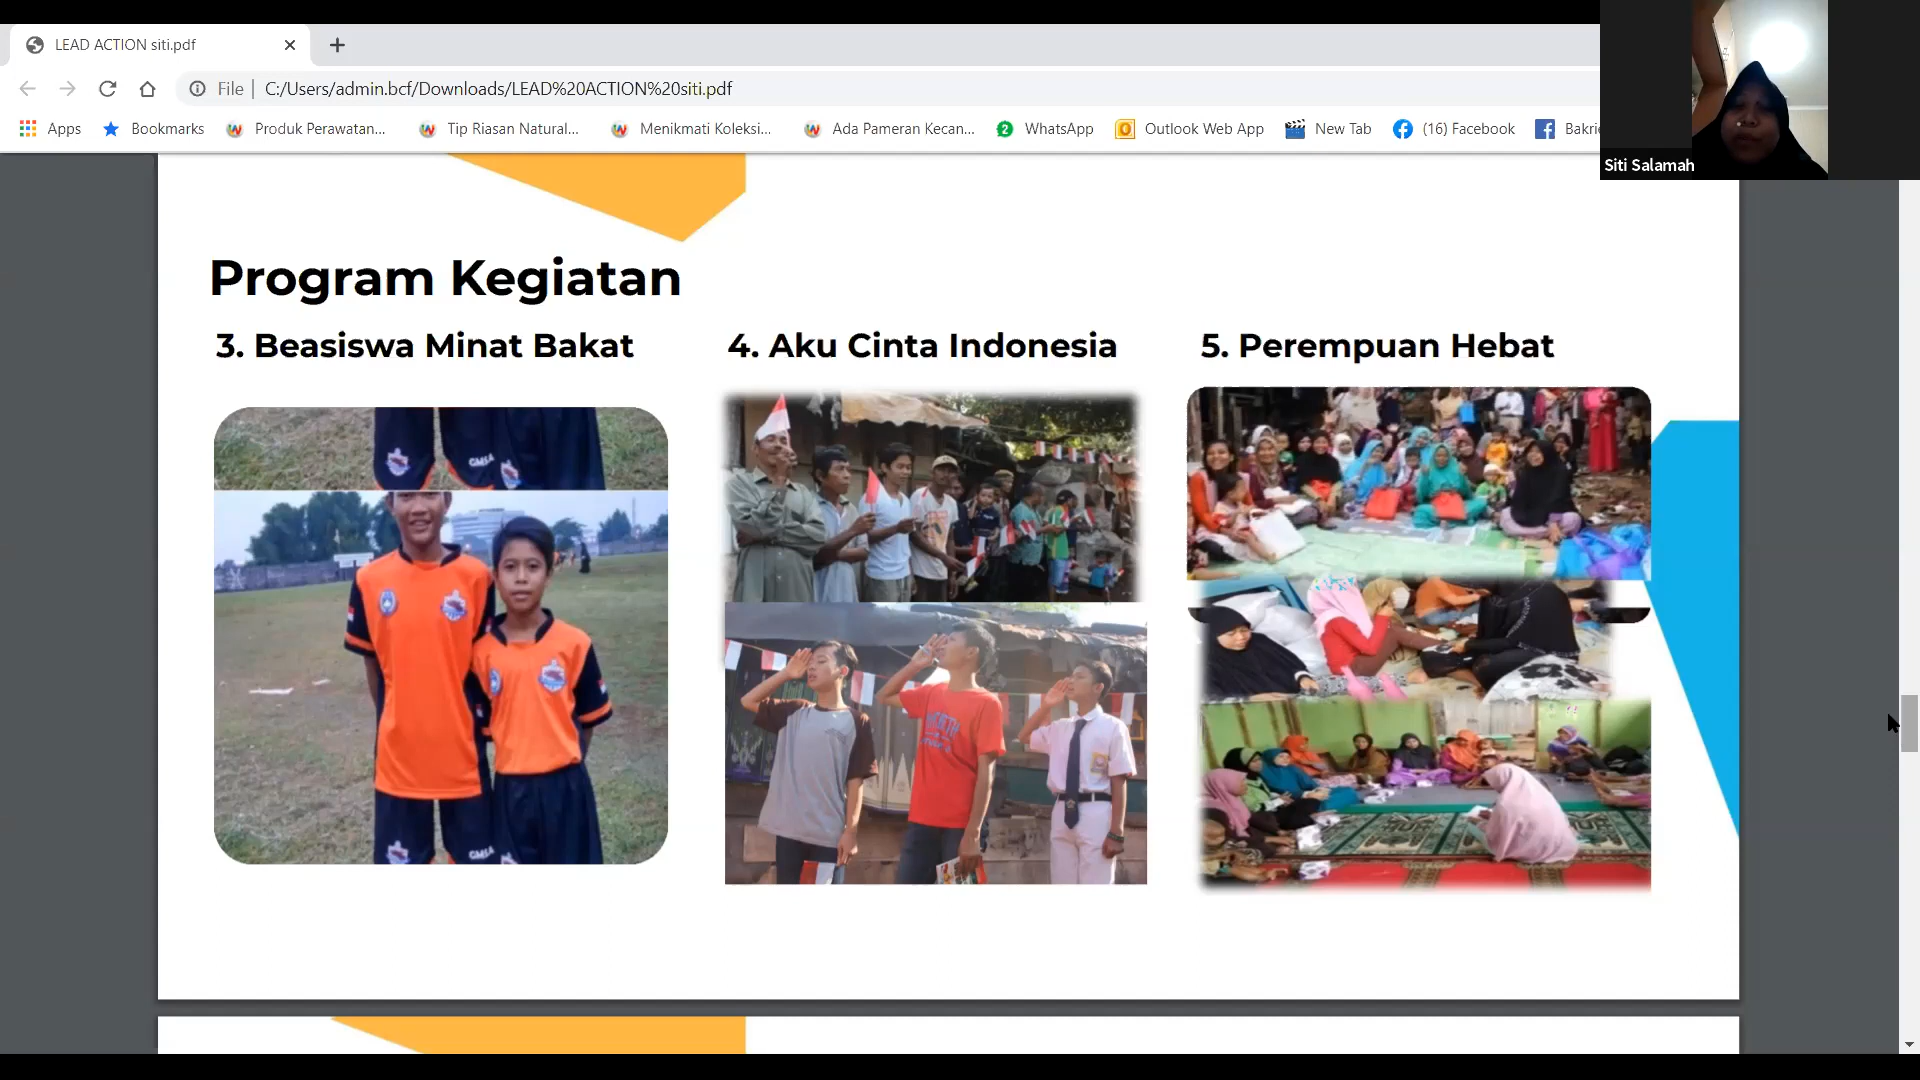 LEAD ACTION siti.pdf
File
C:/Users/admin.bcf/Downloads/LEAD%20ACTION%20siti.pdf
Apps
Bookmarks
Produk Perawatan...
Tip Riasan Natural...
Menikmati Koleksi...
Ada Pameran Kecan...
2
WhatsApp
Outlook Web App
New Tab
(16) Facebook
Siti Salamah
Program Kegiatan
3. Beasiswa Minat Bakat
4. Aku Cinta Indonesia
5. Perempuan Hebat